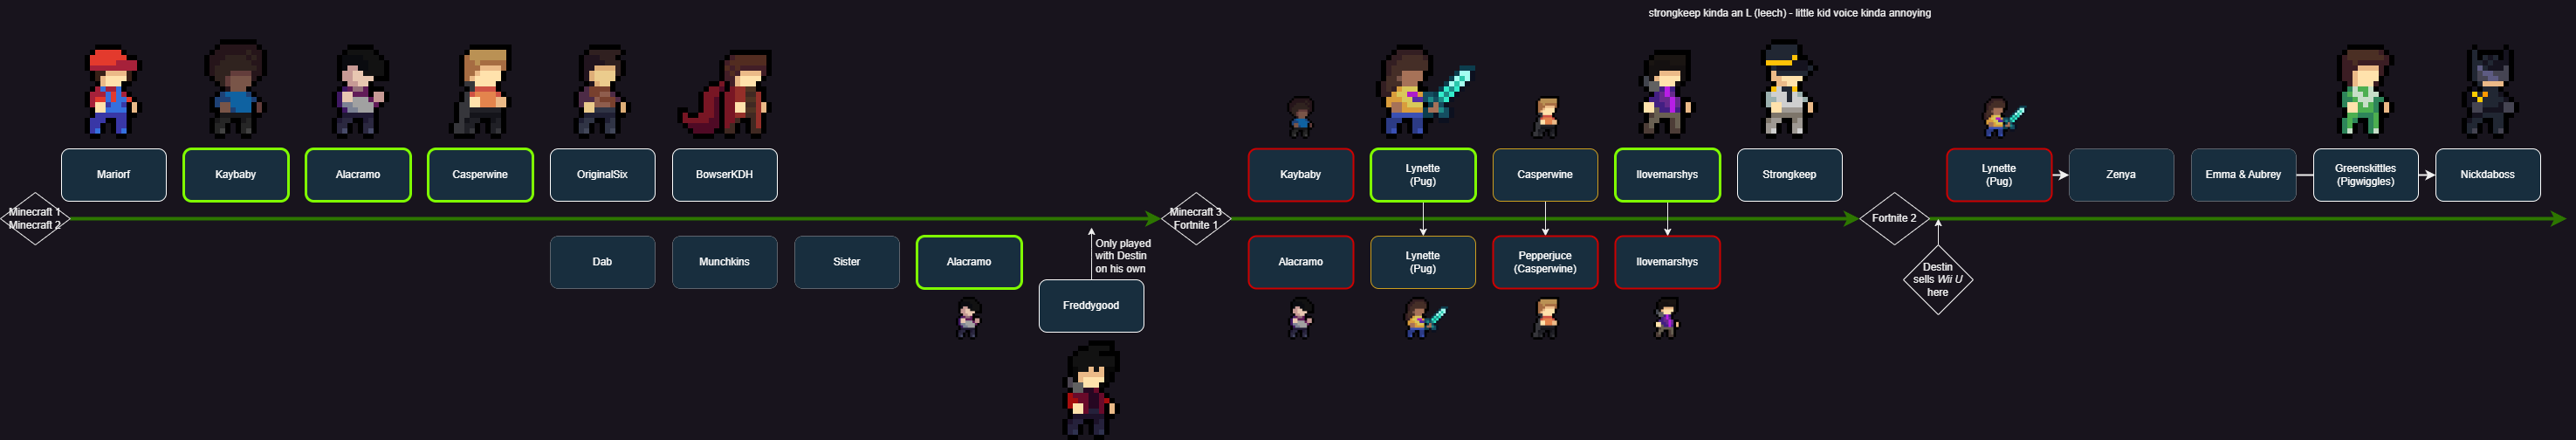 strongkeep kinda an L (leech) - little kid voice kinda annoying
Mariorf
Kaybaby
Alacramo
Casperwine
OriginalSix
BowserKDH
Kaybaby
Lynette
(Pug)
Casperwine
Ilovemarshys
Strongkeep
Lynette
(Pug)
Zenya
Emma & Aubrey
Greenskittles
(Pigwiggles)
Nickdaboss
Minecraft 1
Minecraft 2
Minecraft 3
Fortnite 1
Fortnite 2
Dab
Munchkins
Sister
Alacramo
Only played
with Destin
on his own
Freddygood
Alacramo
Lynette
(Pug)
Pepperjuce
(Casperwine)
Ilovemarshys
Destin
sells Wii U
here